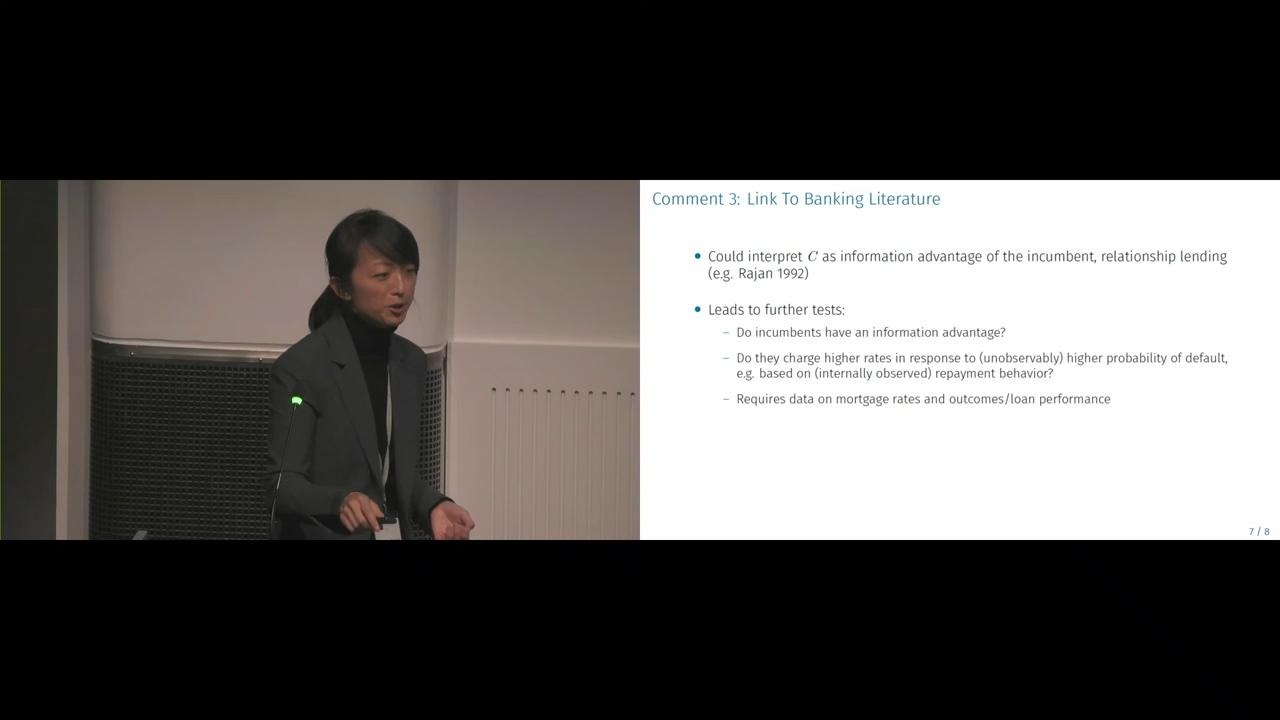 Comment 3: Link To Banking Literature
• Could interpret C as information advantage of the incumbent, relationship lending
(e.g. Rajan 1992)
• Leads to further tests:
– Do incumbents have an information advantage?
– Do they charge higher rates in response to (unobservably) higher probability of default,
e.g. based on (internally observed) repayment behavior?
– Requires data on mortgage rates and outcomes/loan performance
7 / 8